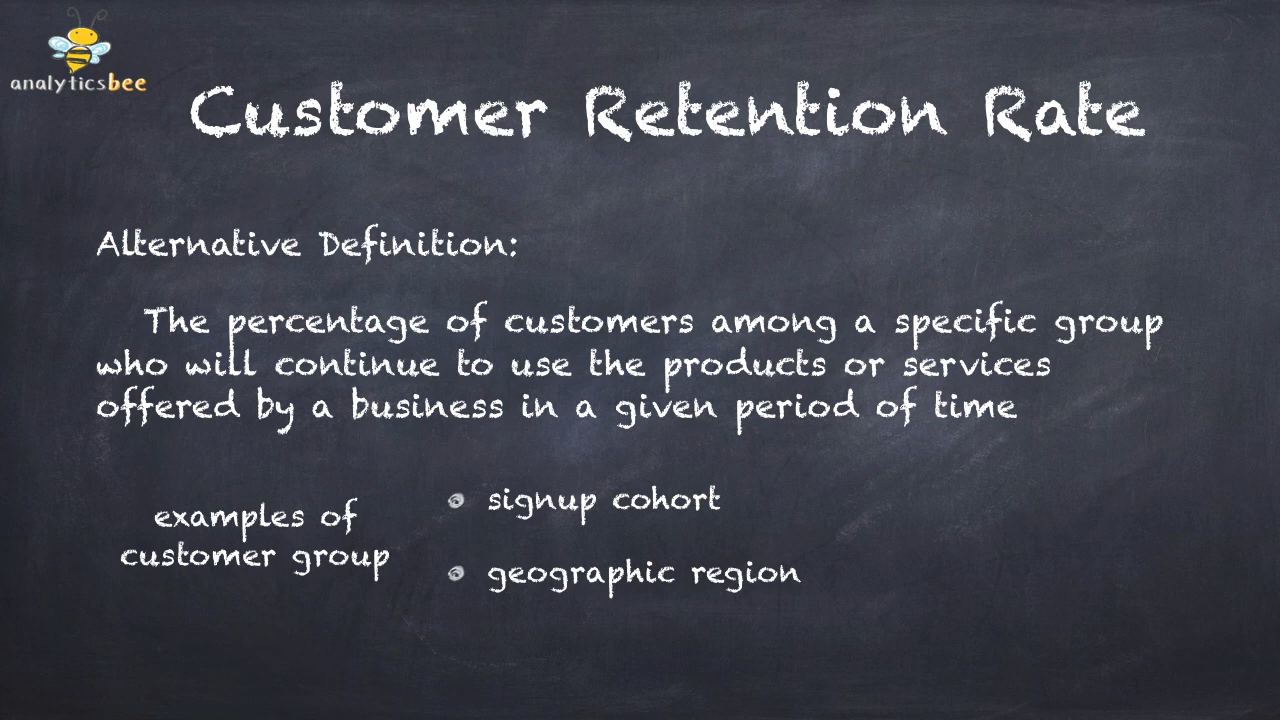 analyticsbee
Customer Retention Rate
Alternative Definition:
The percentage of customers among a specific group
who will continue to use the products or services
offered by a business in a given period of time
examples of
customer group
signup cohort
geographic region